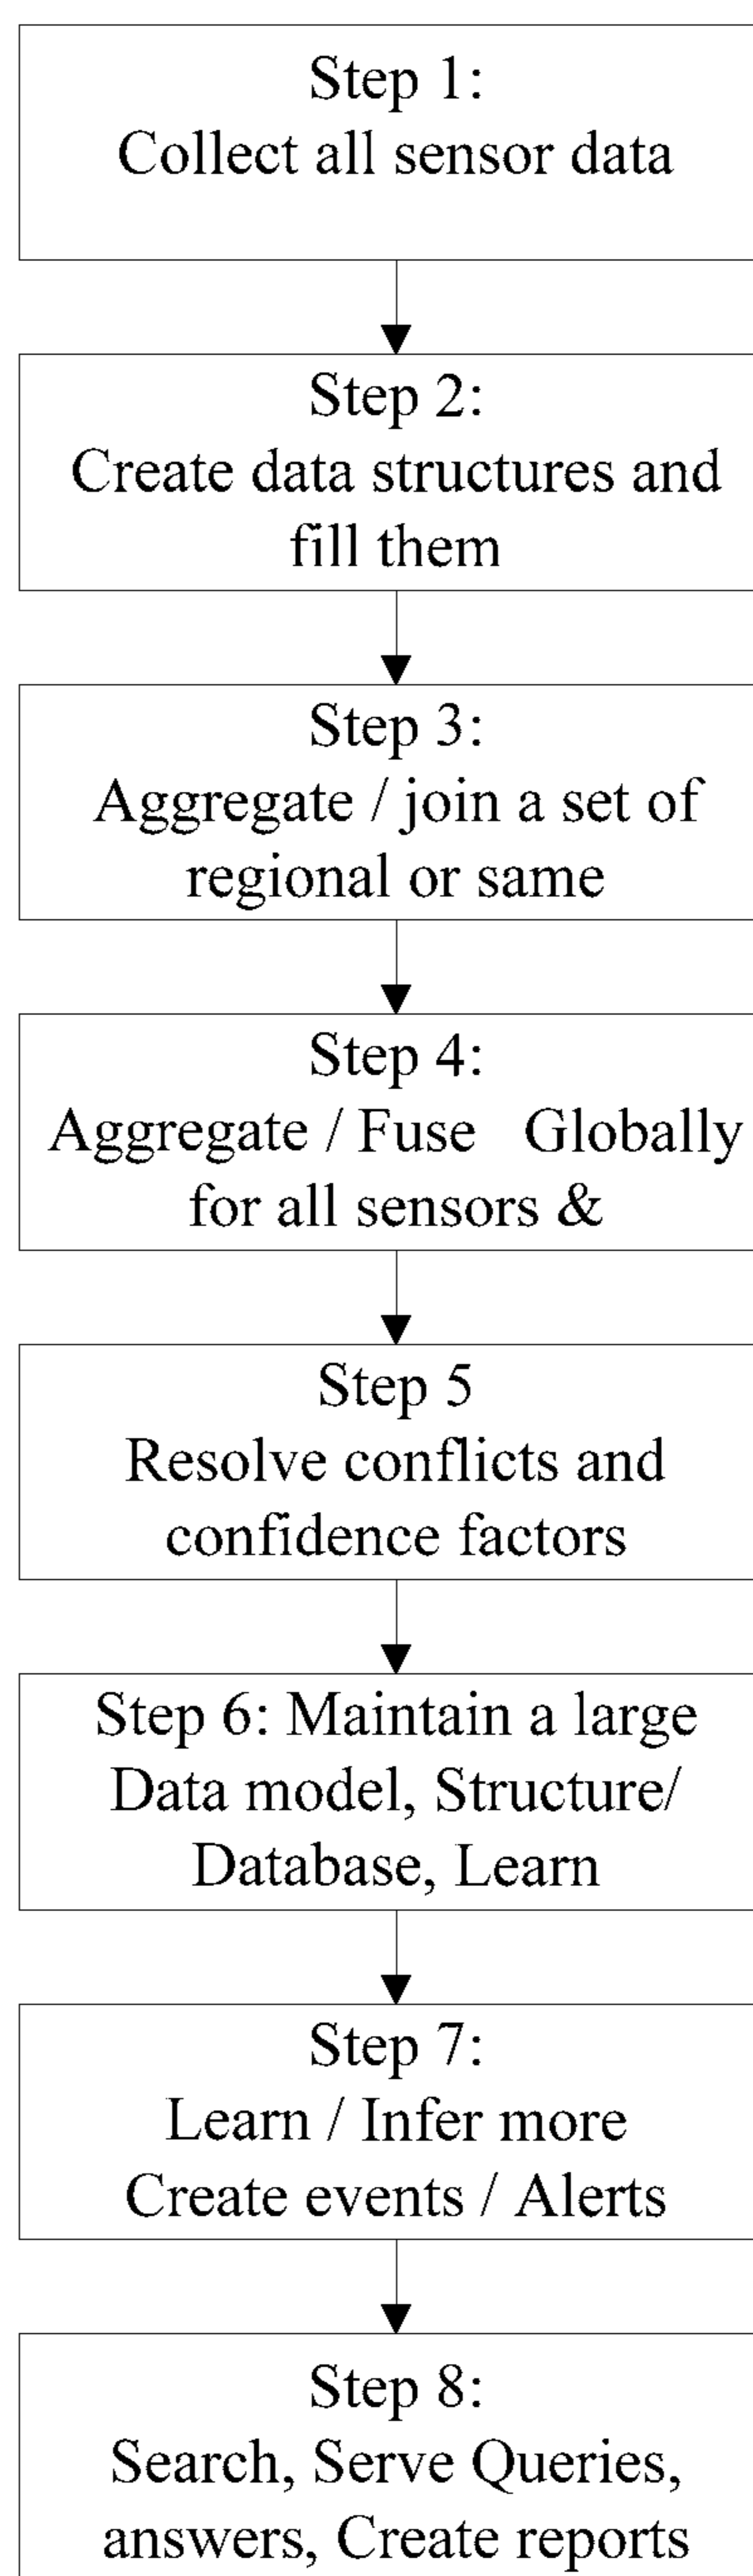 Step 1:
Collect all sensor data
Step 2:
Create data structures and
fill them
Step 3:
Aggregate / join a set of
regional or same
Step 4:
Aggregate / Fuse Globally
for all sensors &
Step 5
Resolve conflicts and
confidence factors
Step 6: Maintain a large
Data model, Structure/
Database, Learn
Step 7:
Learn / Infer more
Create events / Alerts
Step 8:
Search, Serve Queries,
answers, Create reports